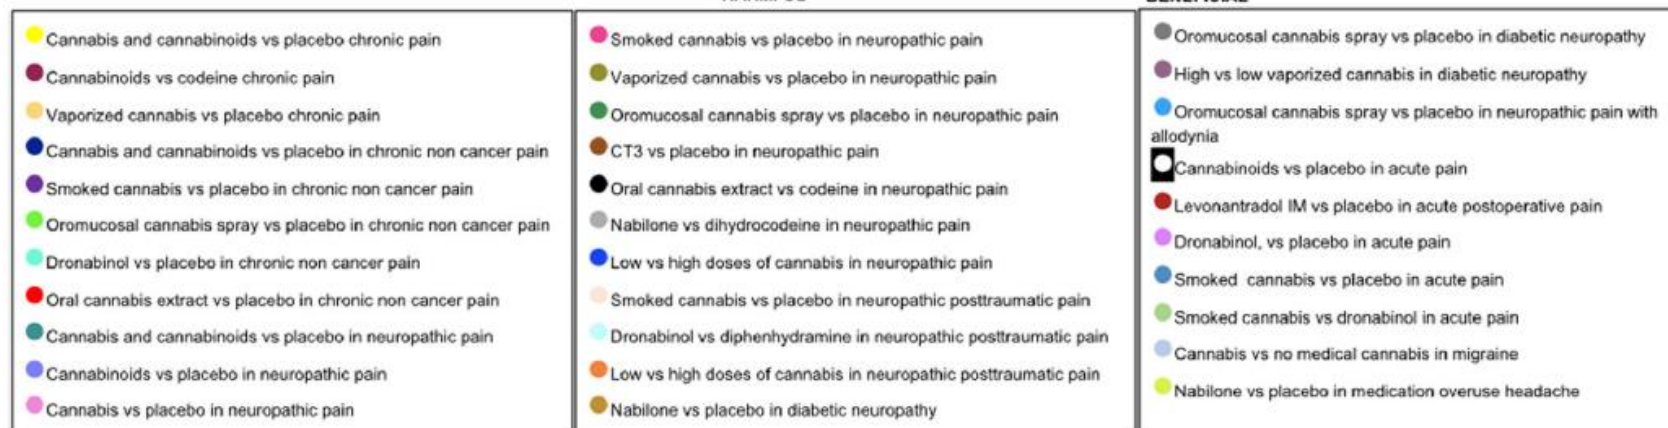 Cannabis and cannabinoids vs placebo chronic pain
Cannabinoids vs codeine chronic pain
Vaporized cannabis vs placebo chronic pain
Cannabis and cannabinoids vs placebo in chronic non cancer pain
Smoked cannabis vs placebo in chronic non cancer pain
Oromucosal cannabis spray vs placebo in chronic non cancer pain
Dronabinol vs placebo in chronic non cancer pain
Oral cannabis extract vs placebo in chronic non cancer pain
Cannabis and cannabinoids vs placebo in neuropathic pain
Cannabinoids vs placebo in neuropathic pain
Cannabis vs placebo in neuropathic pain
Smoked cannabis vs placebo in neuropathic pain
Vaporized cannabis vs placebo in neuropathic pain
Oromucosal cannabis spray vs placebo in neuropathic pain
CT3 vs placebo in neuropathic pain
Oral cannabis extract vs codeine in neuropathic pain
Nabilone vs dihydrocodeine in neuropathic pain
Low vs high doses of cannabis in neuropathic pain
Smoked cannabis vs placebo in neuropathic posttraumatic pain
Dronabinol vs diphenhydramine in neuropathic posttraumatic pain
Low vs high doses of cannabis in neuropathic posttraumatic pain
Nabilone vs placebo in diabetic neuropathy
Oromucosal cannabis spray vs placebo in diabetic neuropathy
High vs low vaporized cannabis in diabetic neuropathy
Oromucosal cannabis spray vs placebo in neuropathic pain with
allodynia
Cannabinoids vs placebo in acute pain
Levonantradol IM vs placebo in acute postoperative pain
Dronabinol, vs placebo in acute pain
Smoked cannabis vs placebo in acute pain
Smoked cannabis vs dronabinol in acute pain
Cannabis vs no medical cannabis in migraine
Nabilone vs placebo in medication overuse headache